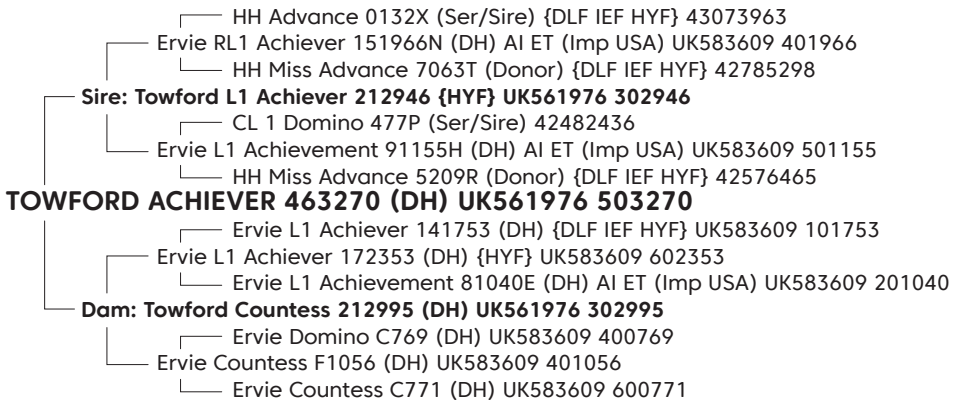 HH Advance 0132X (Ser/Sire) {DLF IEF HYF} 43073963
Ervie RL1 Achiever 151966N (DH) AI ET (Imp USA) UK583609 401966
HH Miss Advance 7063T (Donor) {DLF IEF HYF} 42785298
Sire: Towford L1 Achiever 212946 {HYF} UK561976 302946
CL 1 Domino 477P (Ser/Sire) 42482436
Ervie L1 Achievement 91155H (DH) AI ET (Imp USA) UK583609 501155
HH Miss Advance 5209R (Donor) {DLF IEF HYF} 42576465
TOWFORD ACHIEVER 463270 (DH) UK561976 503270
Ervie L1 Achiever 141753 (DH) {DLF IEF HYF} UK583609 101753
Ervie L1 Achiever 172353 (DH) {HYF} UK583609 602353
Ervie L1 Achievement 81040E (DH) AI ET (Imp USA) UK583609 201040
Dam: Towford Countess 212995 (DH) UK561976 302995
Ervie Domino C769 (DH) UK583609 400769
Ervie Countess F1056 (DH) UK583609 401056
Ervie Countess C771 (DH) UK583609 600771